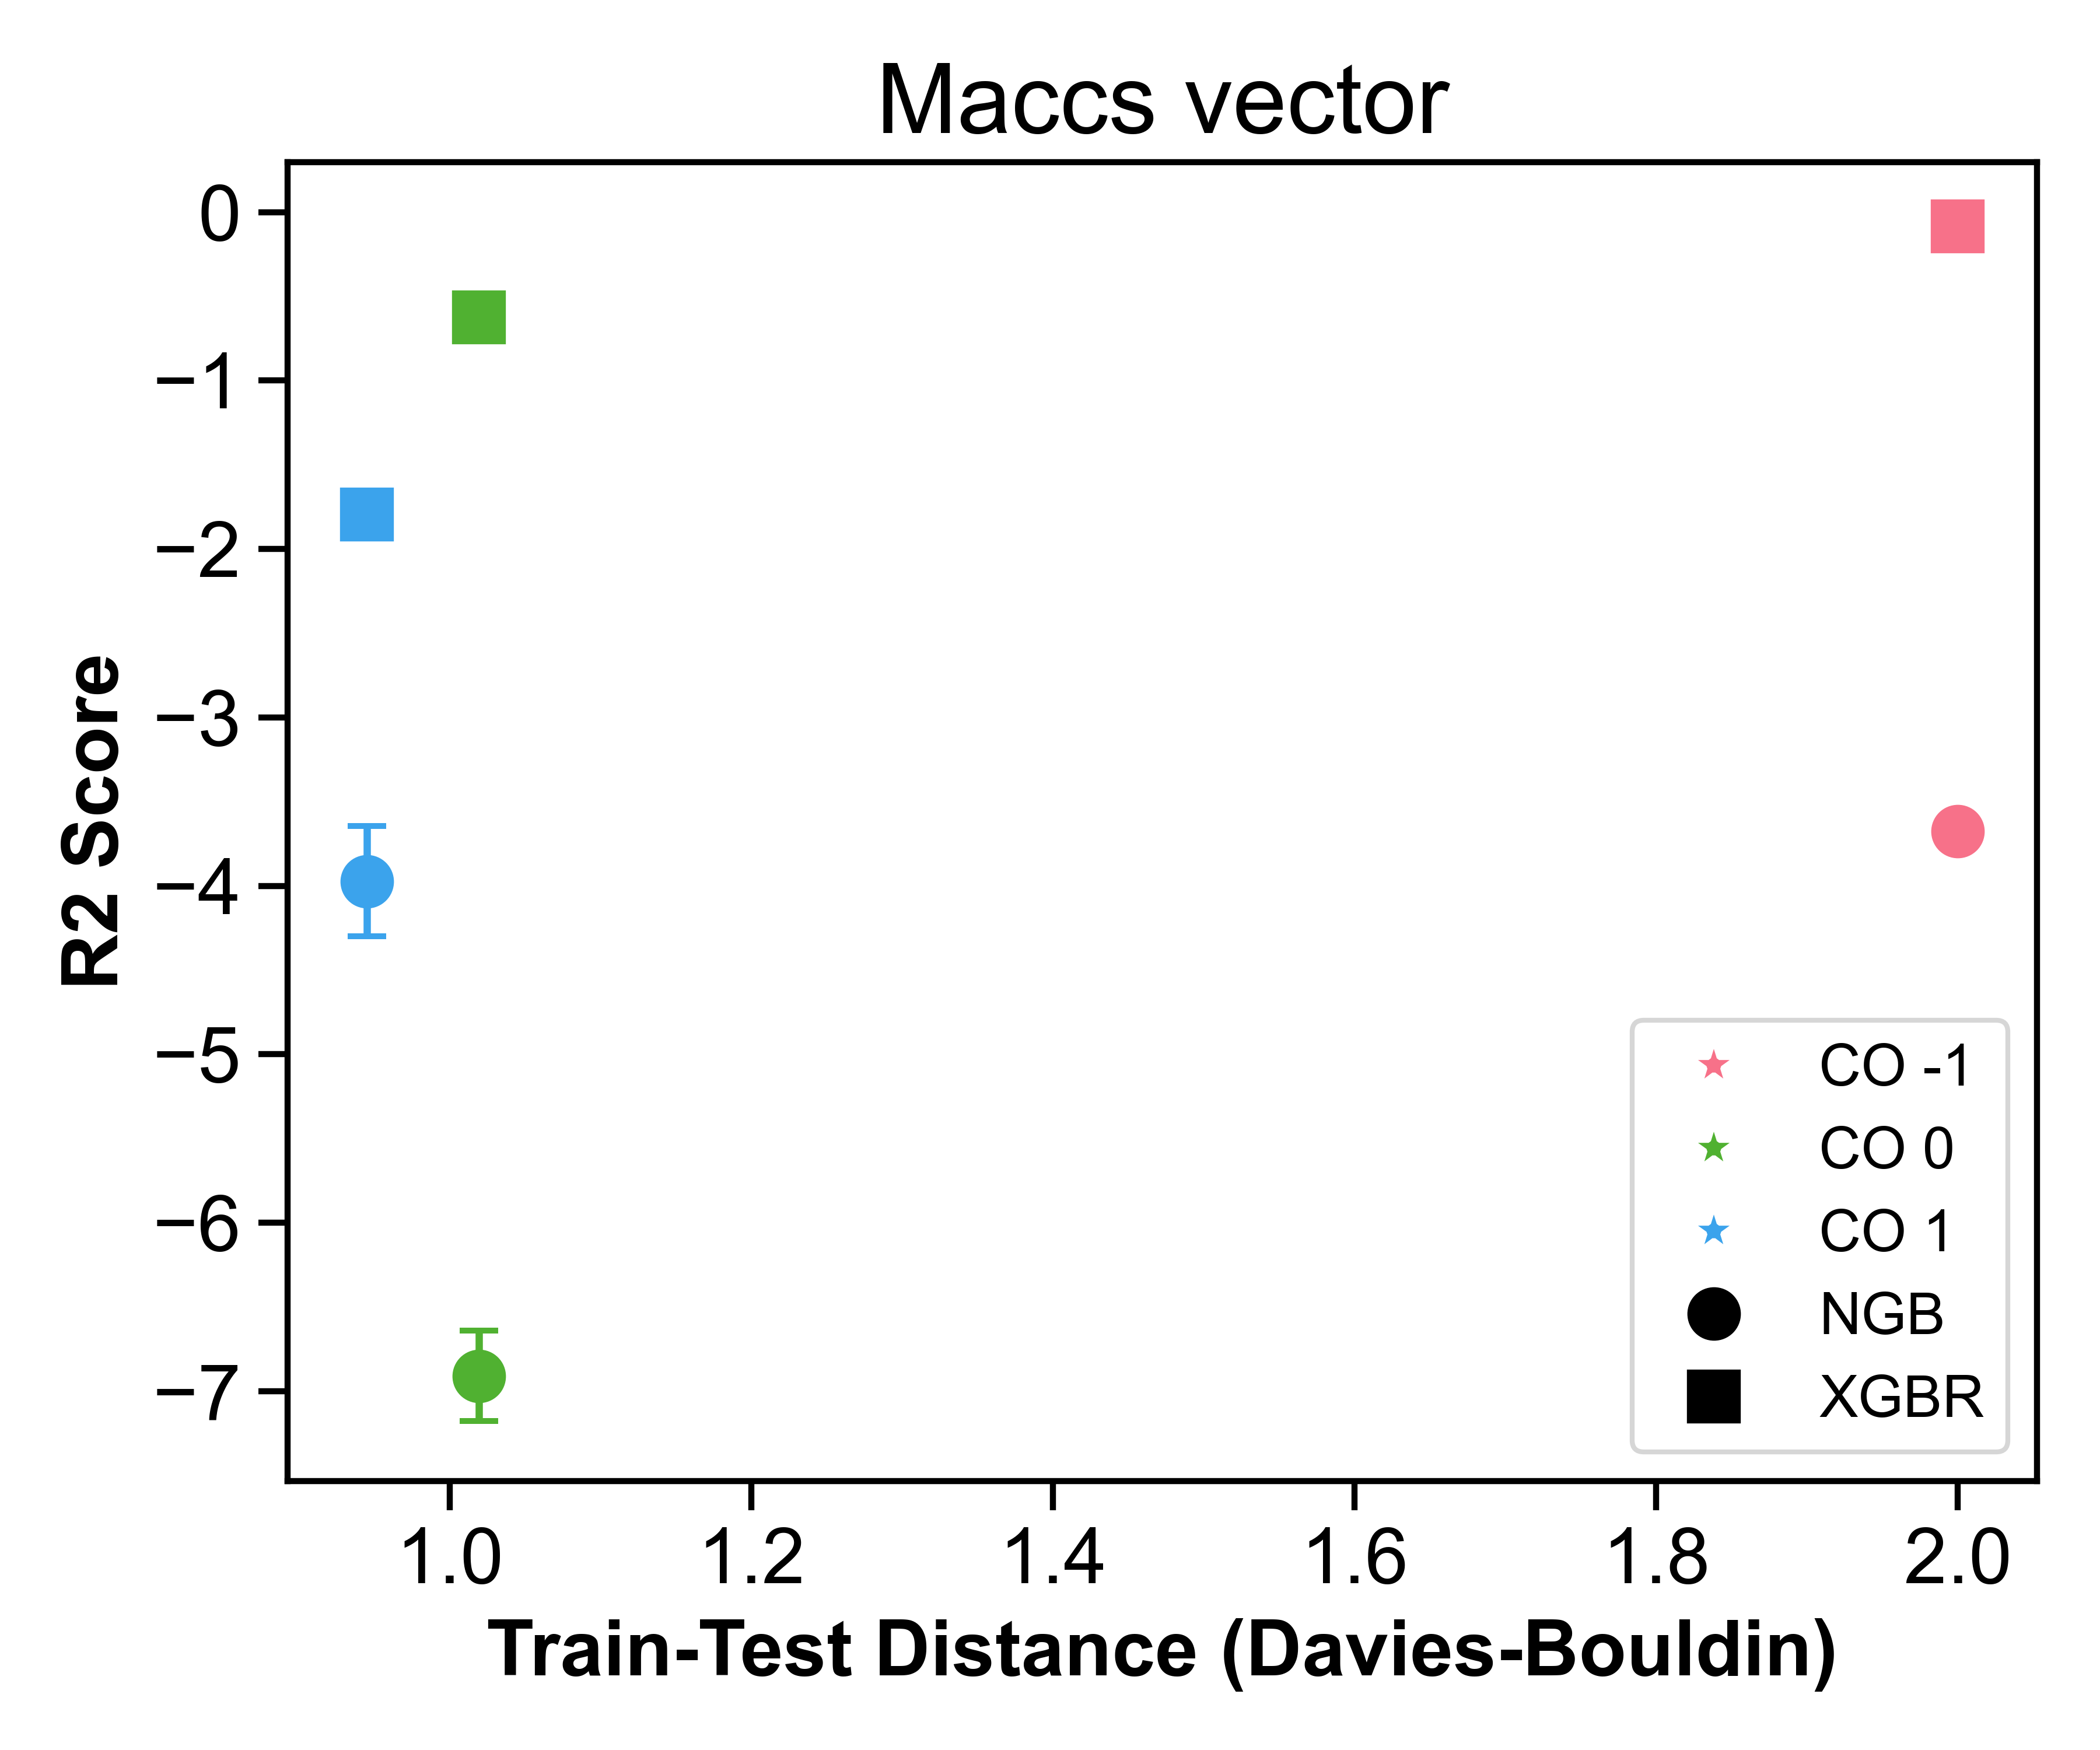 Maccs vector
R2 Score
0
−1
−2
−3
−4
−5
−6
−7
1.0 1.2 1.4 1.6 1.8 2.0
Train-Test Distance (Davies-Bouldin)
CO -1
CO 0
CO 1
NGB
XGBR